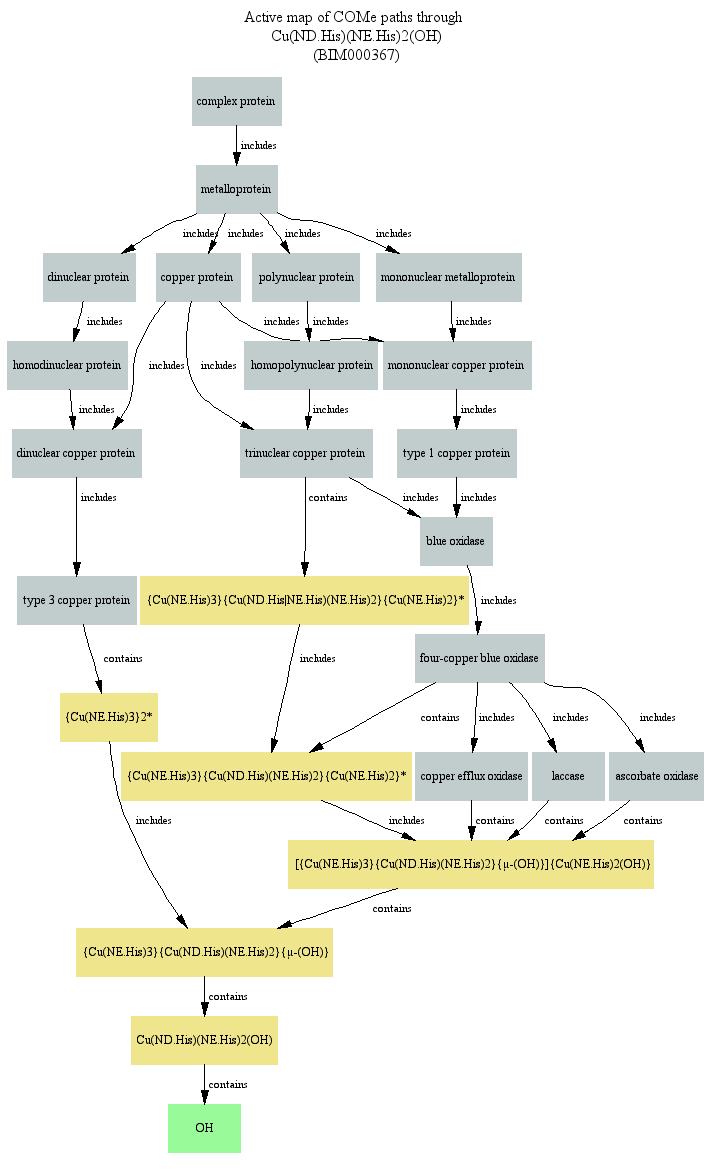 Active map of COMe paths through
Cu(ND.His)(NE.His)2(OH)
(BIM000367)
complex protein
includes
metalloprotein
includes
includes
includes
includes
dinuclear protein
copper protein
polynuclear protein
mononuclear metalloprotein
includes
includes
includes
includes
homodinuclear protein
includes
includes
homopolynuclear protein
mononuclear copper protein
includes
includes
includes
dinuclear copper protein
trinuclear copper protein
type 1 copper protein
includes
contains
includes
includes
blue oxidase
type 3 copper protein
{Cu(NE.His)3}{Cu(ND.His|NE.His)(NE.His)2}{Cu(NE.His)2}*
includes
contains
includes
four-copper blue oxidase
{Cu(NE.His)3}2*
contains
includes
includes
includes
{Cu(NE.His)3}{Cu(ND.His)(NE.His)2}{Cu(NE.His)2}*
copper efflux oxidase
laccase
ascorbate oxidase
includes
includes
contains
contains
contains
[{Cu(NE.His)3}{Cu(ND.His)(NE.His)2}{μ-(OH)}]{Cu(NE.His)2(OH)}
contains
{Cu(NE.His)3}{Cu(ND.His)(NE.His)2}{μ-(OH)}
contains
Cu(ND.His)(NE.His)2(OH)
contains
OH